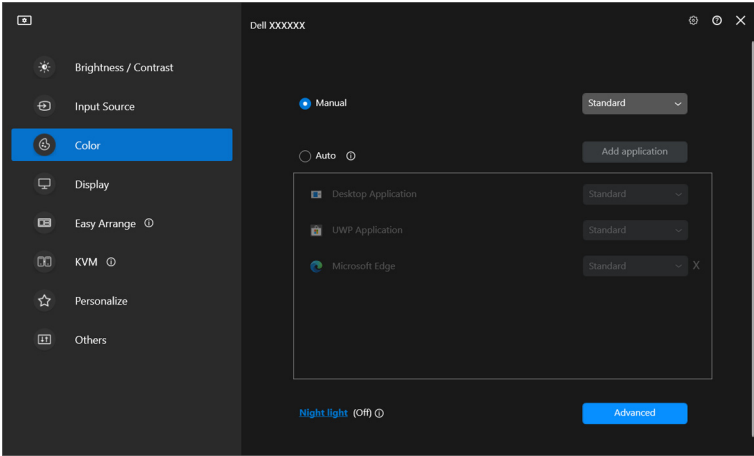 Dell XXXXXX
Brightness / Contrast
Input Source
Color
Display
Easy Arrange
KVM
Personalize
Others
Manual
Standard
Auto
Add application
Desktop Application
Standard
UWP Application
Standard
Microsoft Edge
Standard
X
Night light (Off)
Advanced